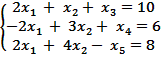 2x₁ + x₂ + x₃ = 10
−2x₁ + 3x₂ + x₄ = 6
2x₁ + 4x₂ − x₅ = 8